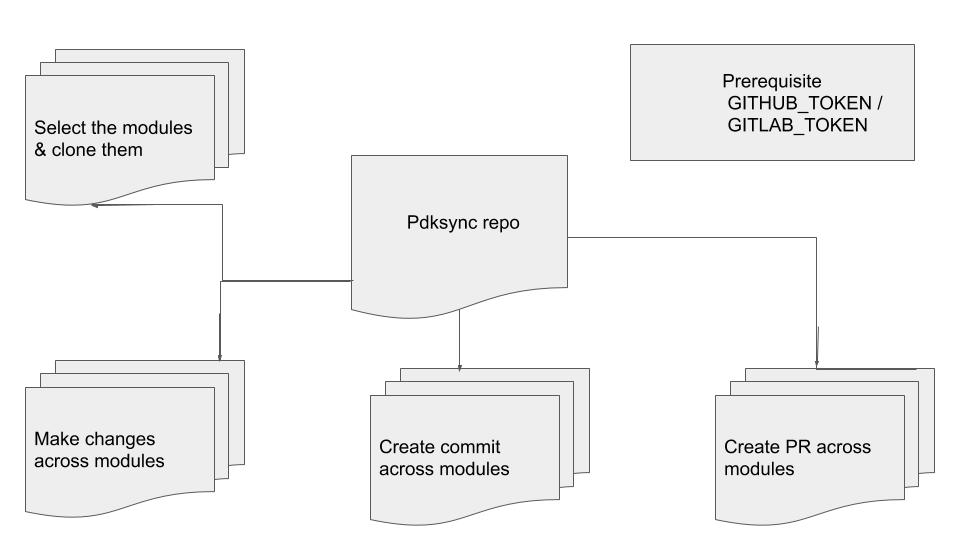 Prerequisite
GITHUB_TOKEN /
GITLAB_TOKEN
Select the modules
& clone them
Pdksync repo
Make changes
across modules
Create commit
across modules
Create PR across
modules